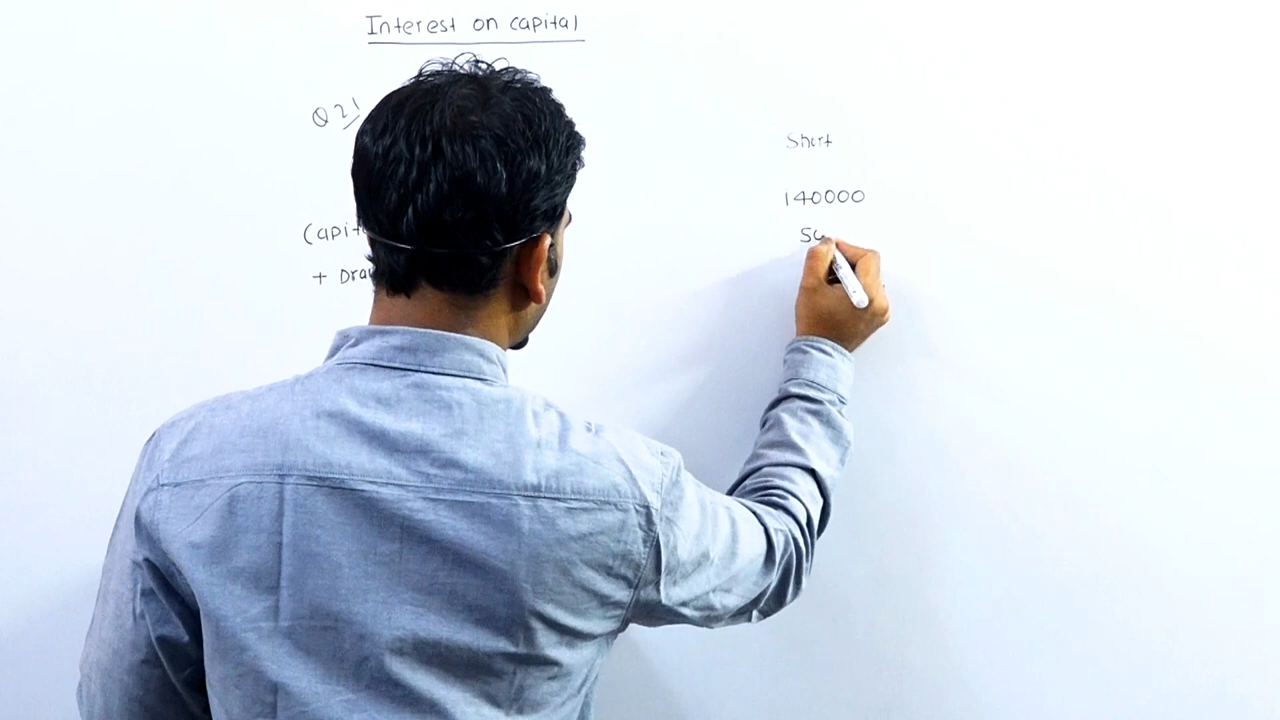 Interest on capital
Q 21
Short
140000
Capit
50
+ Dra